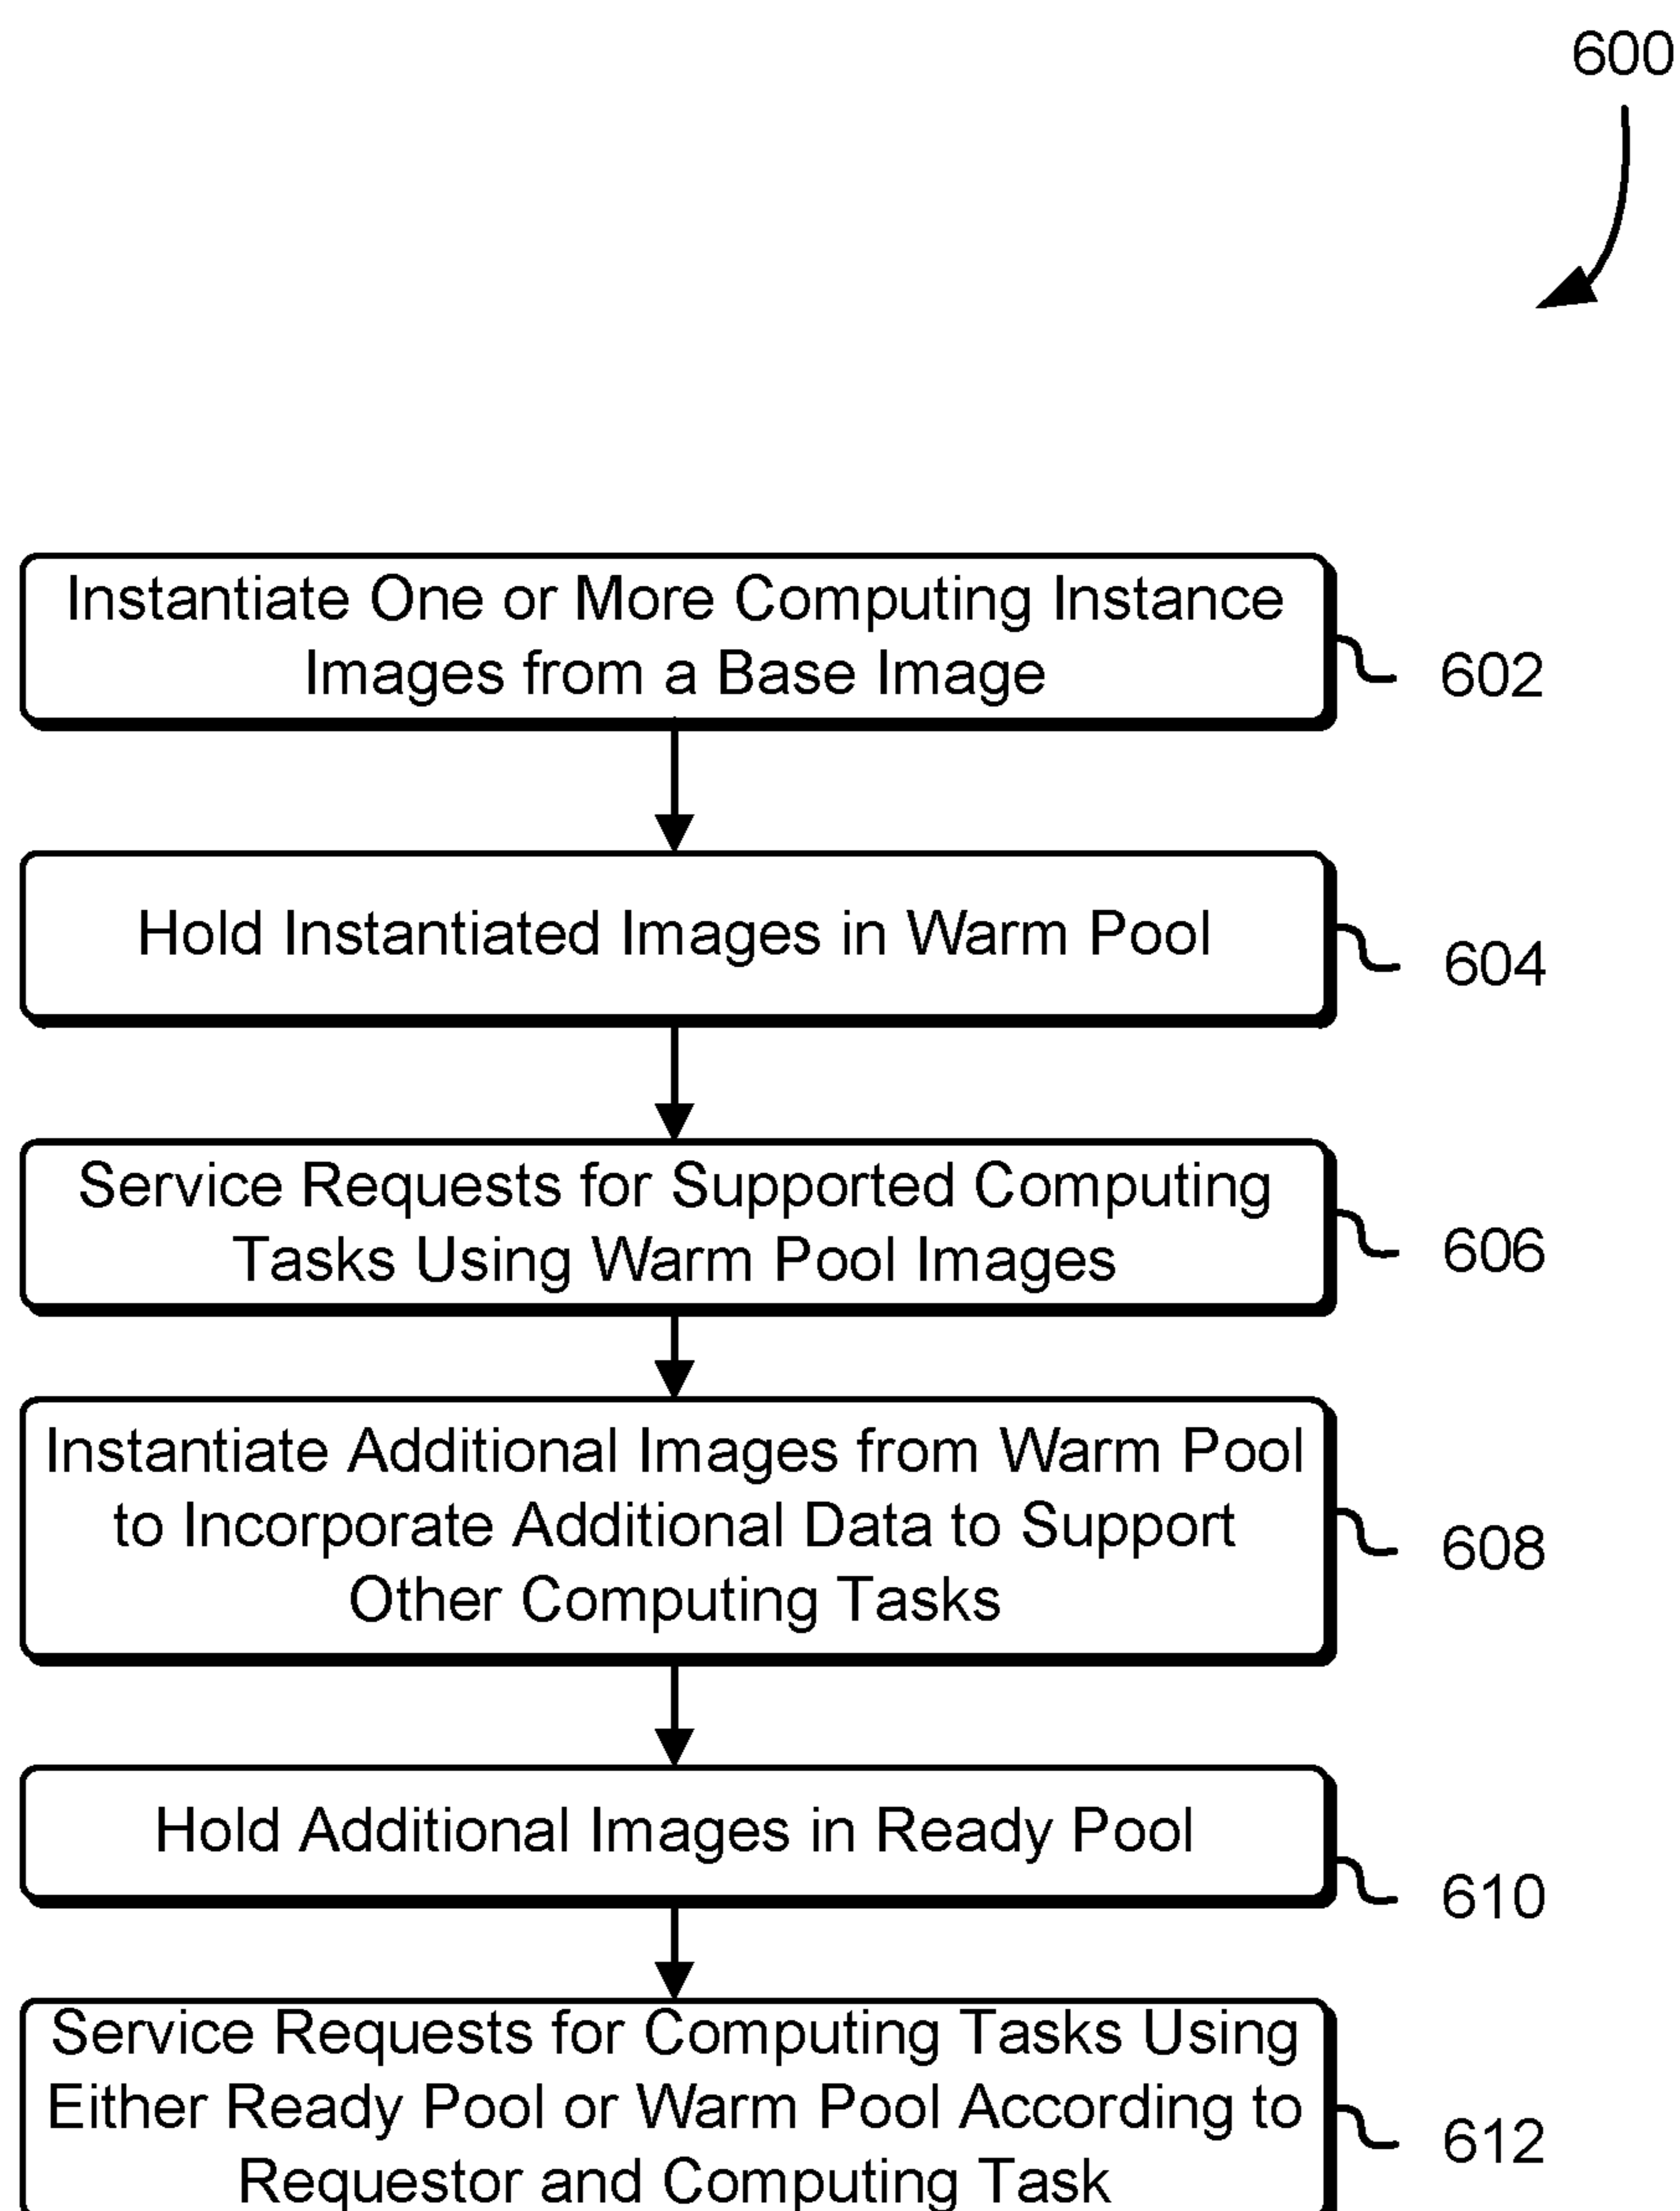 600
Instantiate One or More Computing Instance
Images from a Base Image
602
Hold Instantiated Images in Warm Pool
604
Service Requests for Supported Computing
Tasks Using Warm Pool Images
606
Instantiate Additional Images from Warm Pool
to Incorporate Additional Data to Support
Other Computing Tasks
608
Hold Additional Images in Ready Pool
610
Service Requests for Computing Tasks Using
Either Ready Pool or Warm Pool According to
Requestor and Computing Task
612